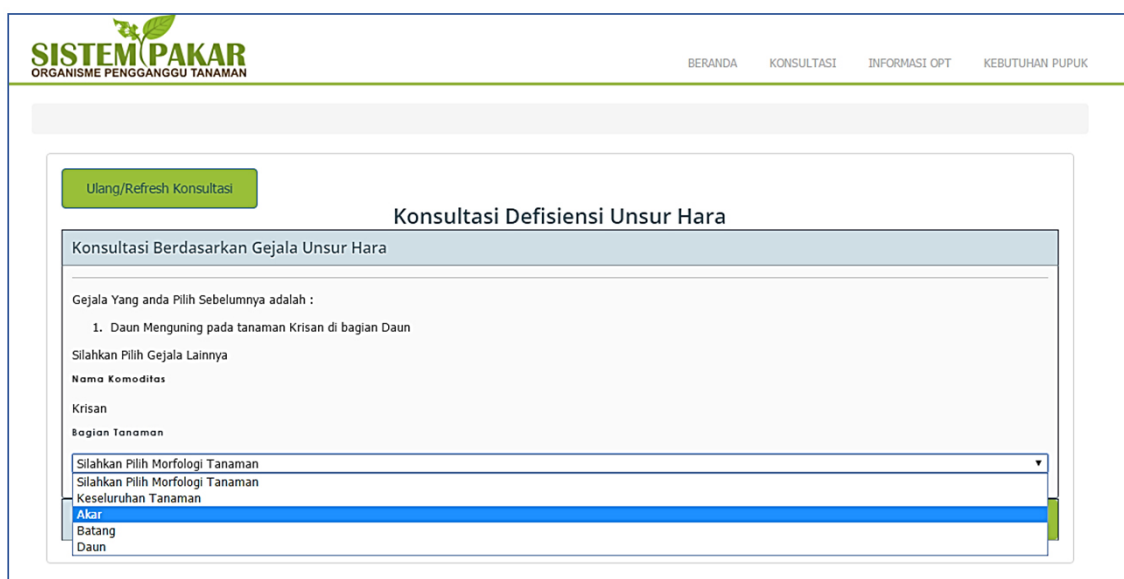 SISTEM PAKAR
ORGANISME PENGGANGGU TANAMAN
BERANDA KONSULTASI INFORMASI OPT KEBUTUHAN PUPUK
Ulang/Refresh Konsultasi
Konsultasi Defisiensi Unsur Hara
Konsultasi Berdasarkan Gejala Unsur Hara
Gejala Yang anda Pilih Sebelumnya adalah :
1. Daun Menguning pada tanaman Krisan di bagian Daun
Silahkan Pilih Gejala Lainnya
Nama Komoditas
Krisan
Bagian Tanaman
Silahkan Pilih Morfologi Tanaman
Silahkan Pilih Morfologi Tanaman
Keseluruhan Tanaman
Akar
Batang
Daun